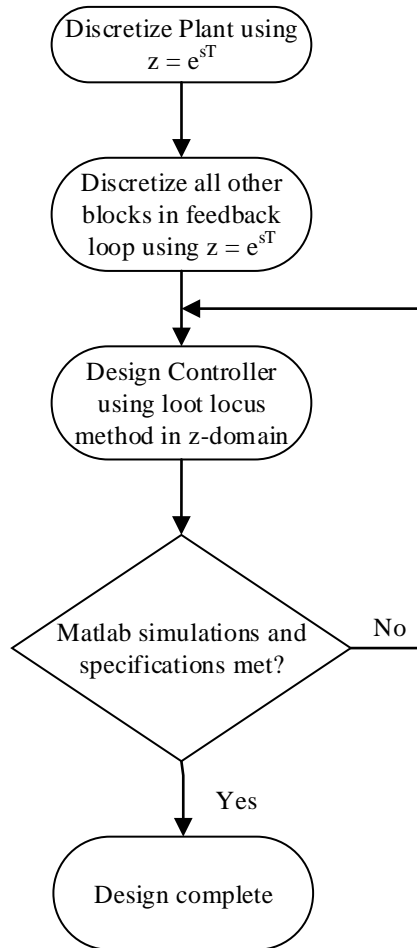 Discretize Plant using
z = e^sT
Discretize all other
blocks in feedback
loop using z = e^sT
Design Controller
using loot locus
method in z-domain
Matlab simulations and
specifications met?
No
Yes
Design complete